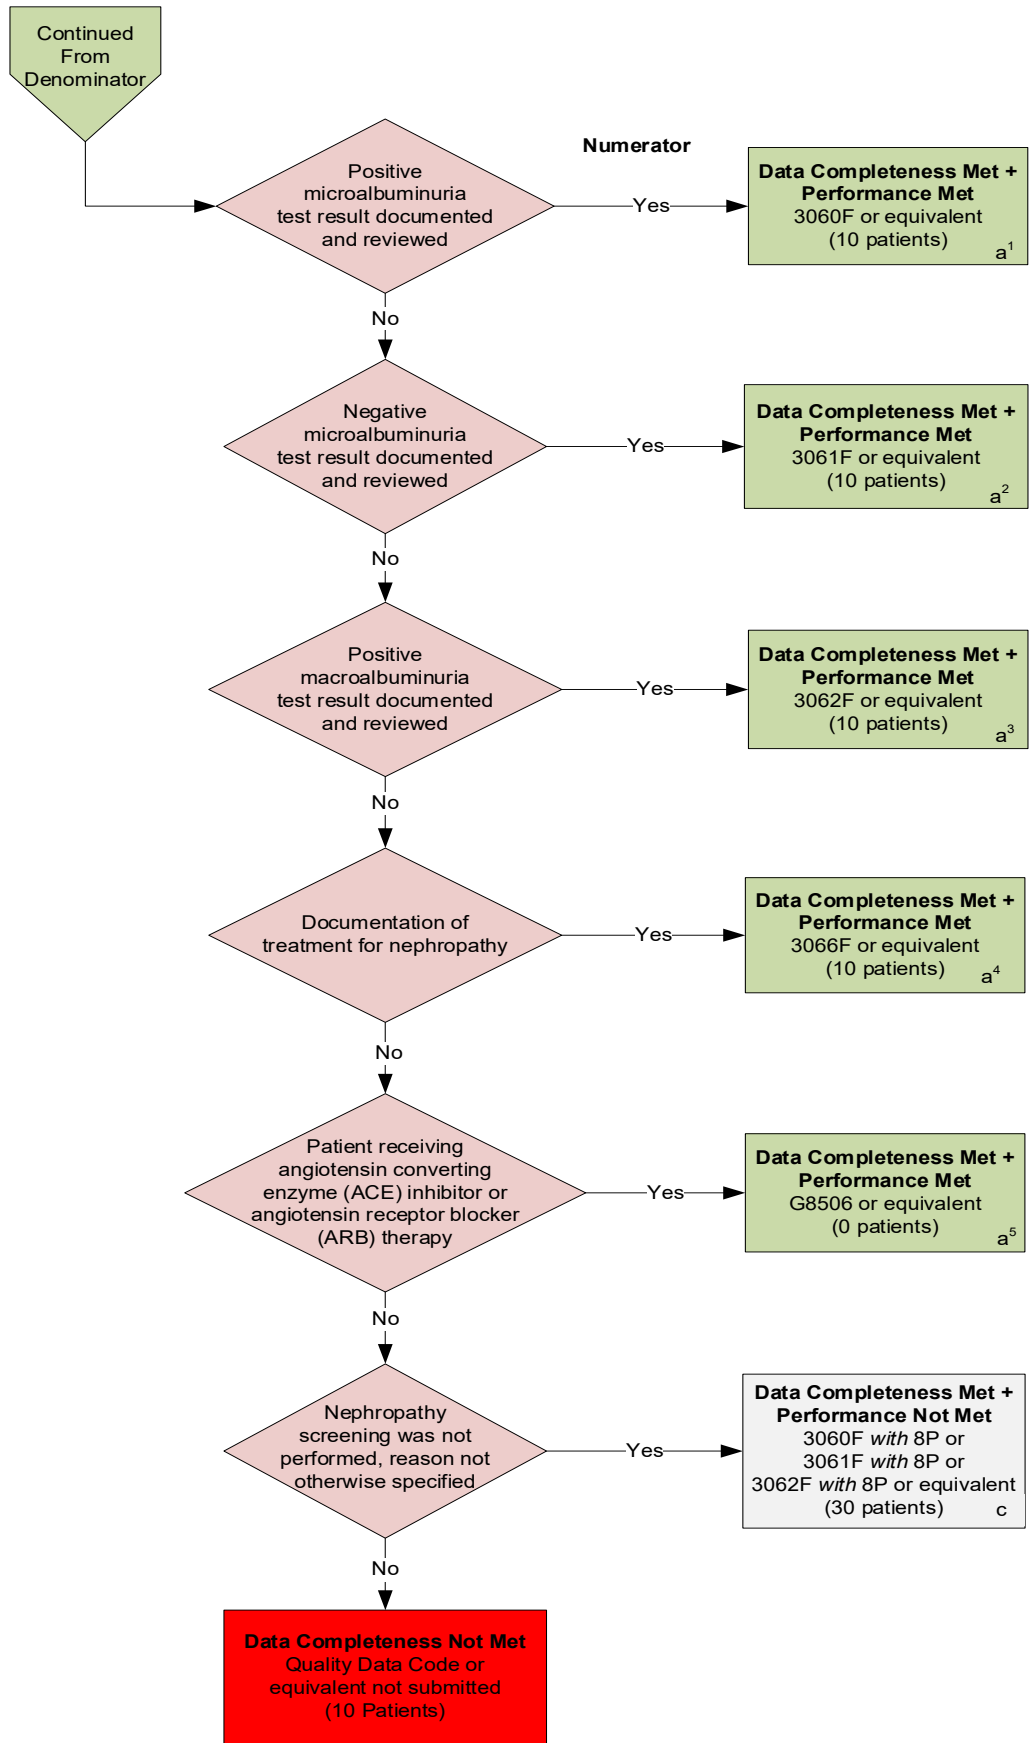 Continued
From
Denominator
Numerator
Positive
microalbuminuria
test result documented
and reviewed
Yes
Data Completeness Met +
Performance Met
3060F or equivalent
(10 patients)
a¹
No
Negative
microalbuminuria
test result documented
and reviewed
Yes
Data Completeness Met +
Performance Met
3061F or equivalent
(10 patients)
a²
No
Positive
macroalbuminuria
test result documented
and reviewed
Yes
Data Completeness Met +
Performance Met
3062F or equivalent
(10 patients)
a³
No
Documentation of
treatment for nephropathy
Yes
Data Completeness Met +
Performance Met
3066F or equivalent
(10 patients)
a⁴
No
Patient receiving
angiotensin converting
enzyme (ACE) inhibitor or
angiotensin receptor blocker
(ARB) therapy
Yes
Data Completeness Met +
Performance Met
G8506 or equivalent
(0 patients)
a⁵
No
Nephropathy
screening was not
performed, reason not
otherwise specified
Yes
Data Completeness Met +
Performance Not Met
3060F with 8P or
3061F with 8P or
3062F with 8P or equivalent
(30 patients)
c
No
Data Completeness Not Met
Quality Data Code or
equivalent not submitted
(10 Patients)